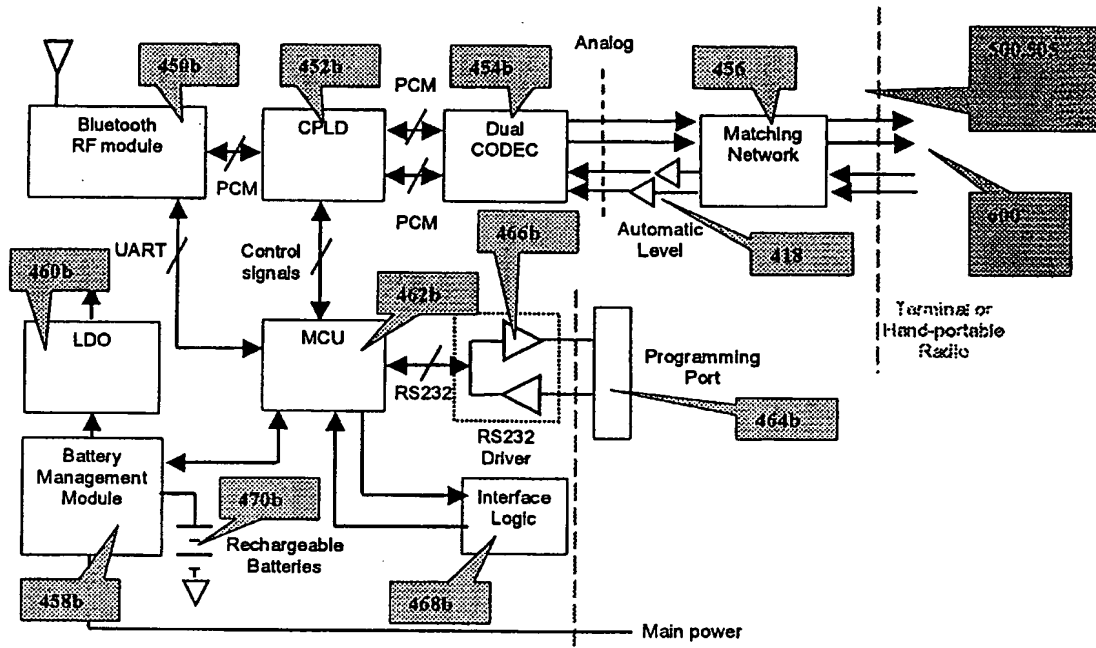 450b
452b
454b
456
500 505
Analog
PCM
Bluetooth
RF module
CPLD
Dual
CODEC
Matching
Network
PCM
PCM
600
Automatic
Level
418
UART
Control
signals
466b
460b
462b
Terminal or
Hand-portable
Radio
LDO
MCU
RS232
Programming
Port
464b
RS232
Driver
Battery
Management
Module
470b
Interface
Logic
Rechargeable
Batteries
458b
468b
Main power